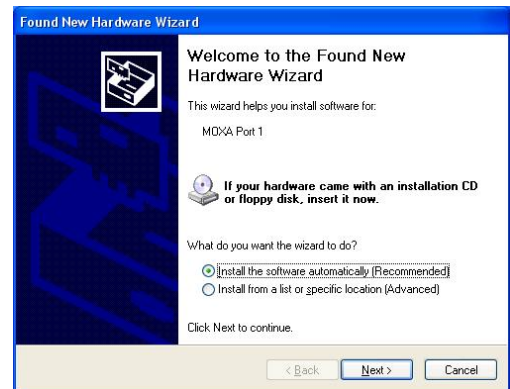 Found New Hardware Wizard
Welcome to the Found New
Hardware Wizard
This wizard helps you install software for:
MOXA Port 1
If your hardware came with an installation CD
or floppy disk, insert it now.
What do you want the wizard to do?
Install the software automatically (Recommended)
Install from a list or specific location (Advanced)
Click Next to continue.
< Back
Next >
Cancel